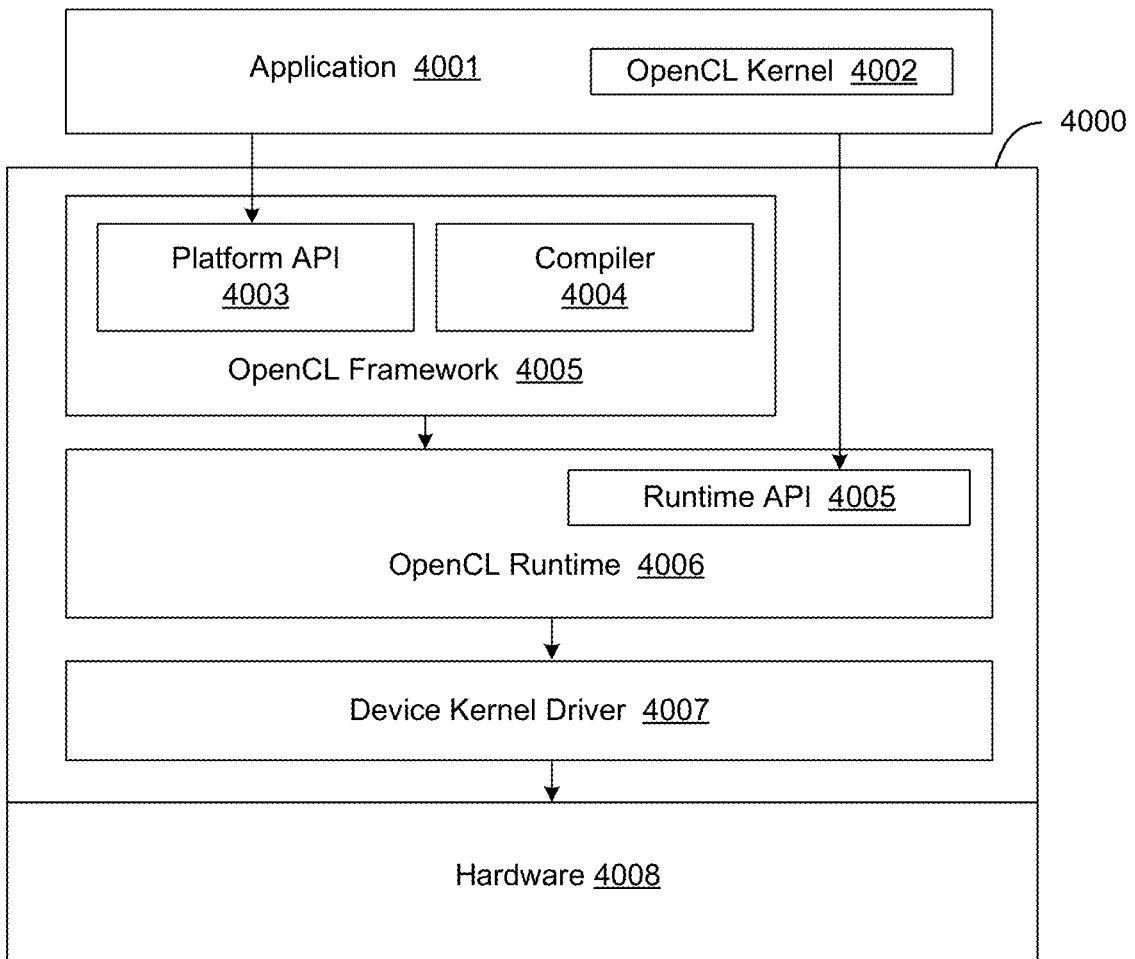 Application 4001
OpenCL Kernel 4002
4000
Platform API
4003
Compiler
4004
OpenCL Framework 4005
Runtime API 4005
OpenCL Runtime 4006
Device Kernel Driver 4007
Hardware 4008